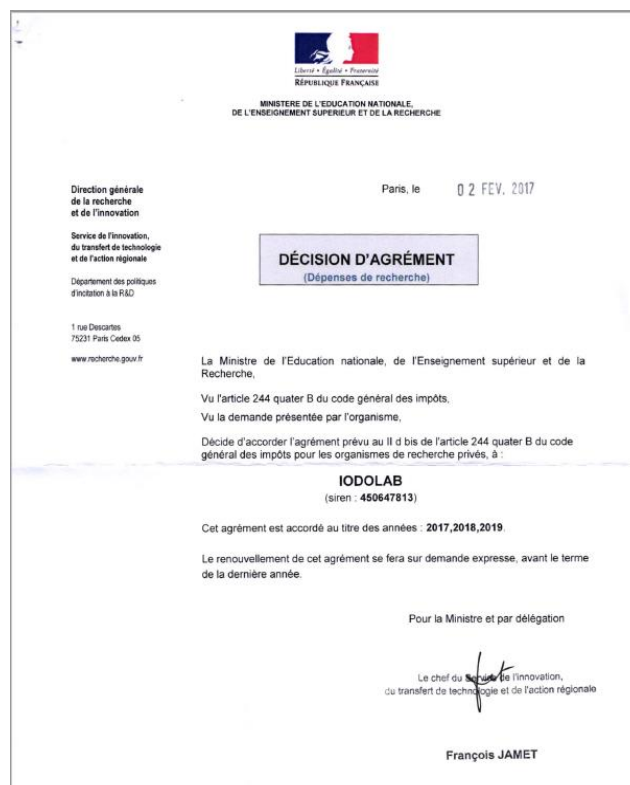 Liberté • Égalité • Fraternité
RÉPUBLIQUE FRANÇAISE
MINISTERE DE L'EDUCATION NATIONALE,
DE L'ENSEIGNEMENT SUPERIEUR ET DE LA RECHERCHE
Direction générale
de la recherche
et de l'innovation
Service de l'innovation,
du transfert de technologie
et de l'action régionale
Département des politiques
d'incitation à la R&D
1 rue Descartes
75231 Paris Cedex 05
www.recherche.gouv.fr
Paris, le 02 FEV. 2017
DÉCISION D'AGRÉMENT
(Dépenses de recherche)
La Ministre de l'Education nationale, de l'Enseignement supérieur et de la
Recherche,
Vu l'article 244 quater B du code général des impôts,
Vu la demande présentée par l'organisme,
Décide d'accorder l'agrément prévu au II d bis de l'article 244 quater B du code
général des impôts pour les organismes de recherche privés, à :
IODOLAB
(siren : 450647813)
Cet agrément est accordé au titre des années : 2017,2018,2019.
Le renouvellement de cet agrément se fera sur demande expresse, avant le terme
de la dernière année.
Pour la Ministre et par délégation
Le chef du Service de l'innovation,
du transfert de technologie et de l'action régionale
François JAMET